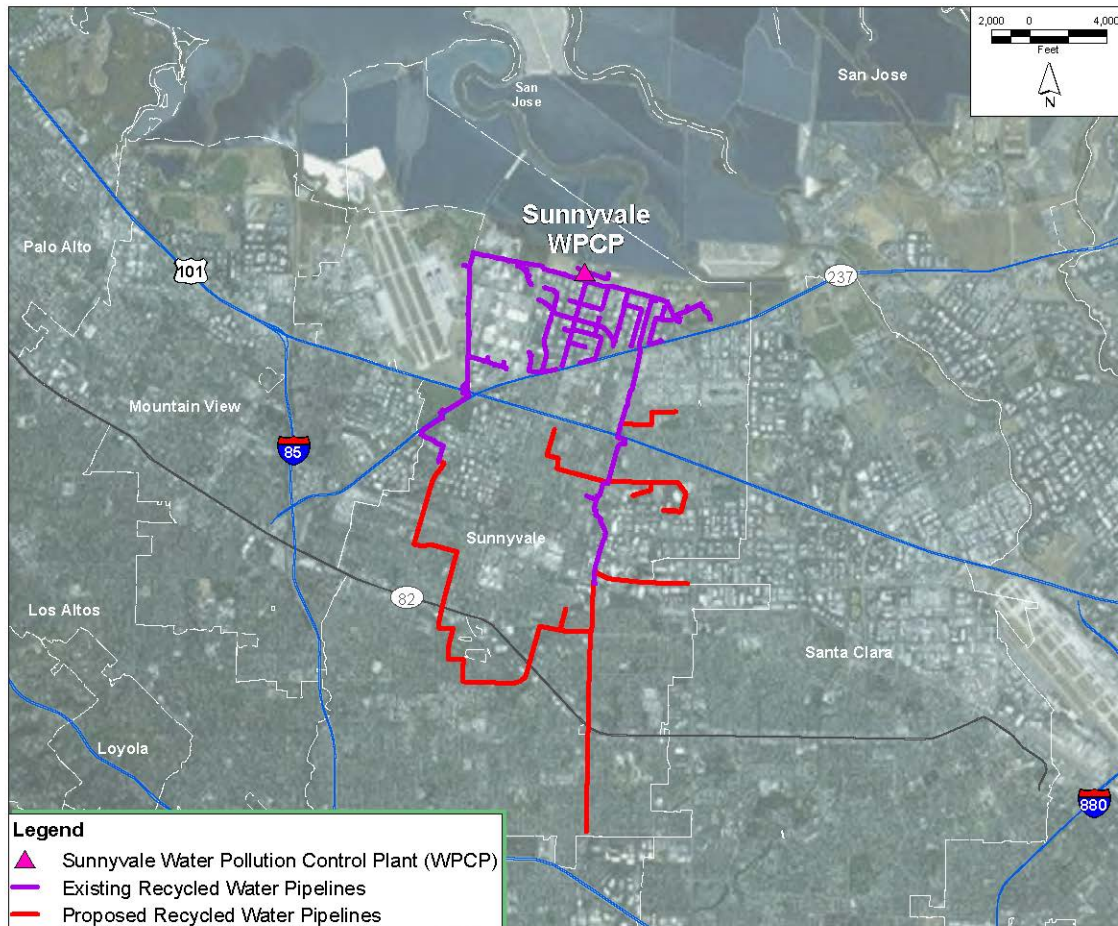 2,000
0
4,000
Feet
N
San Jose
San
Jose
Sunnyvale
WPCP
Palo Alto
101
237
Mountain View
85
Sunnyvale
82
Los Altos
Santa Clara
Loyola
880
Legend
Sunnyvale Water Pollution Control Plant (WPCP)
Existing Recycled Water Pipelines
Proposed Recycled Water Pipelines